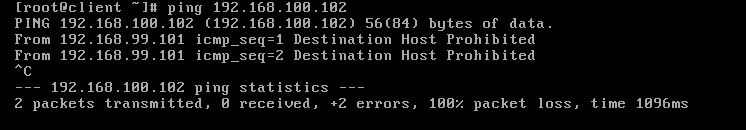 [root@client ~]# ping 192.168.100.102
PING 192.168.100.102 (192.168.100.102) 56(84) bytes of data.
From 192.168.99.101 icmp_seq=1 Destination Host Prohibited
From 192.168.99.101 icmp_seq=2 Destination Host Prohibited
^C
--- 192.168.100.102 ping statistics ---
2 packets transmitted, 0 received, +2 errors, 100% packet loss, time 1096ms